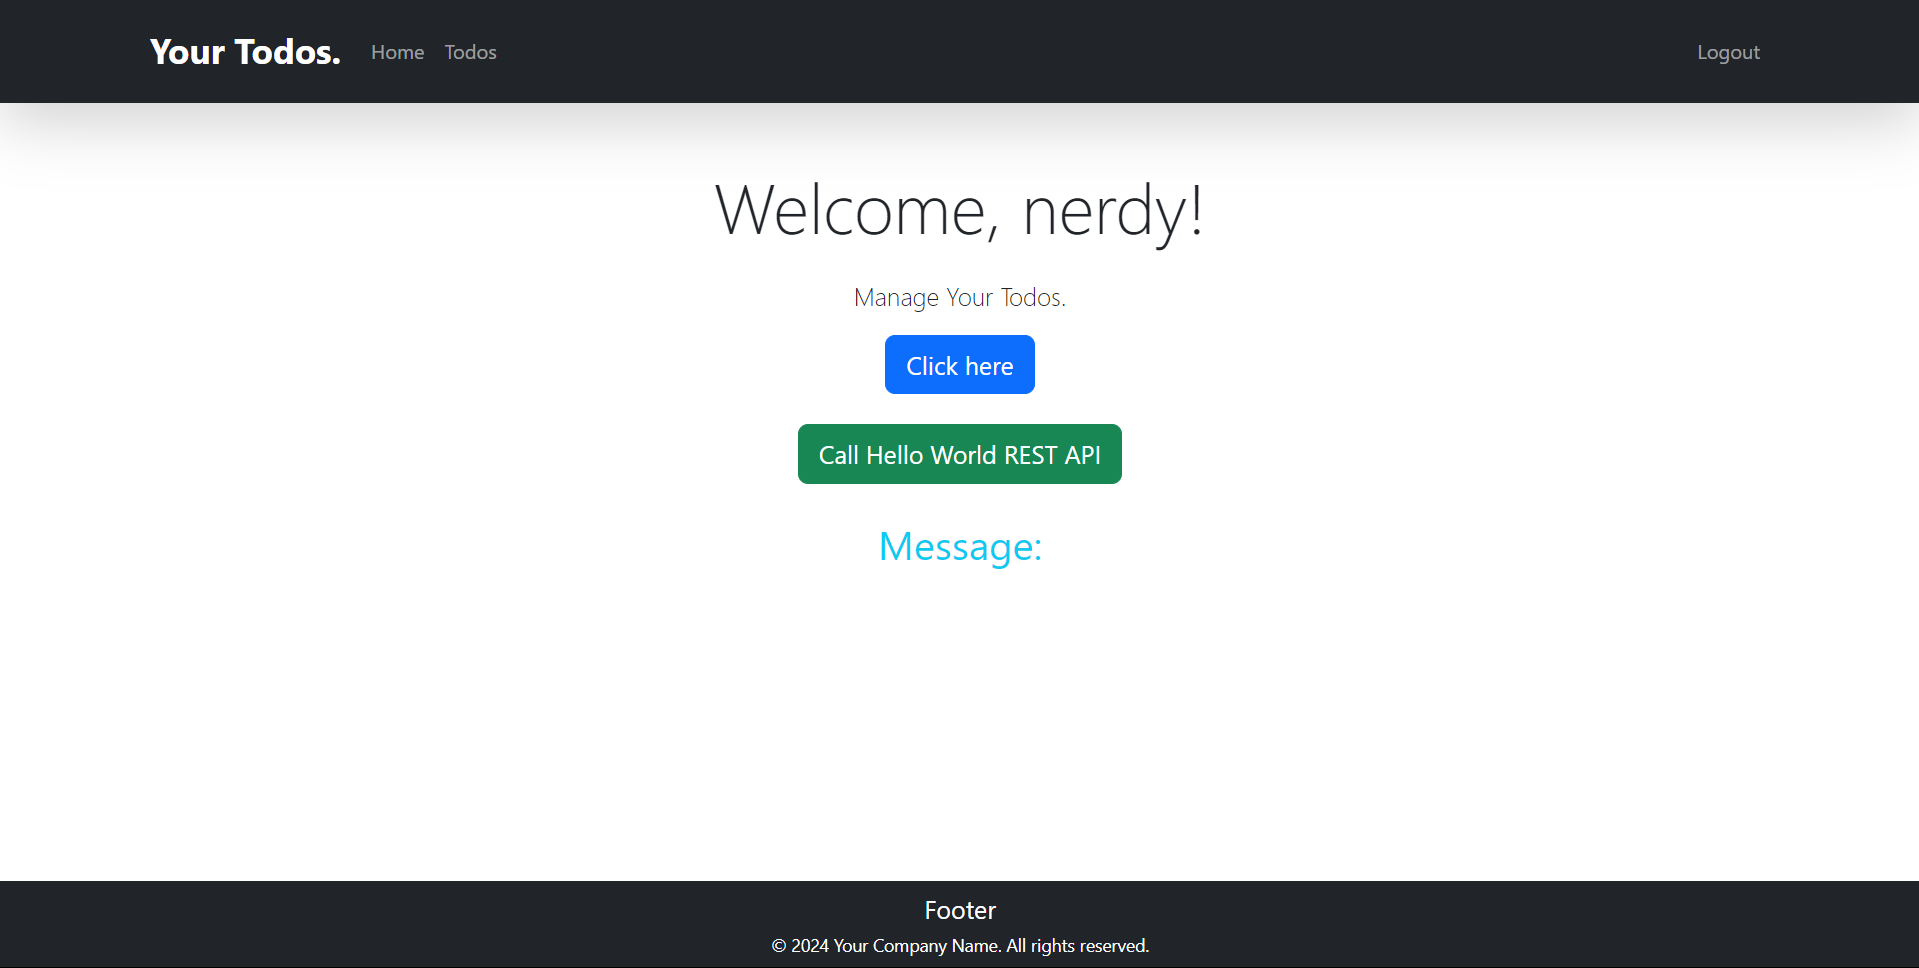 Your Todos. Home Todos Logout
Welcome, nerdy!
Manage Your Todos.
Click here
Call Hello World REST API
Message:
Footer
© 2024 Your Company Name. All rights reserved.